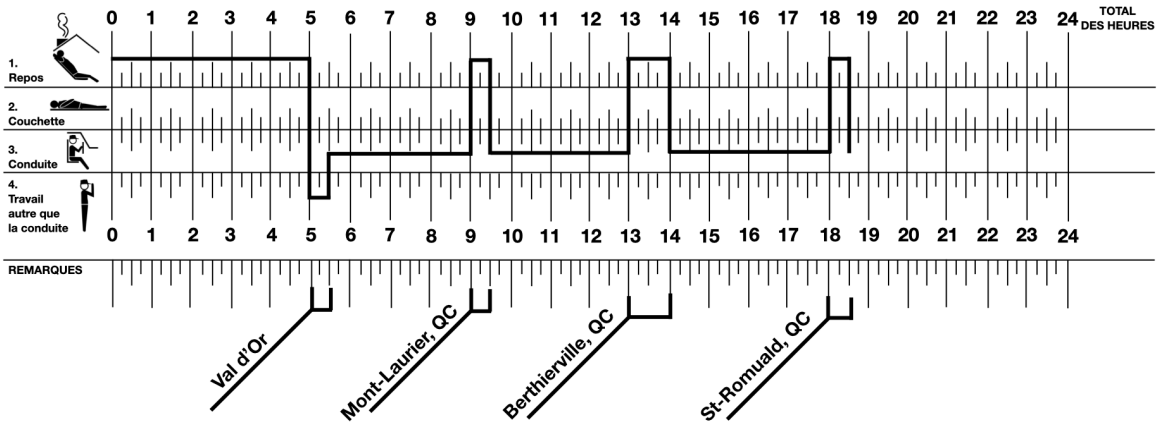 0 1 2 3 4 5 6 7 8 9 10 11 12 13 14 15 16 17 18 19 20 21 22 23 24
TOTAL
DES HEURES
1.
Repos
2.
Couchette
3.
Conduite
4.
Travail
autre que
la conduite
0 1 2 3 4 5 6 7 8 9 10 11 12 13 14 15 16 17 18 19 20 21 22 23 24
REMARQUES
Val d'Or
Mont-Laurier, QC
Berthierville, QC
St-Romuald, QC